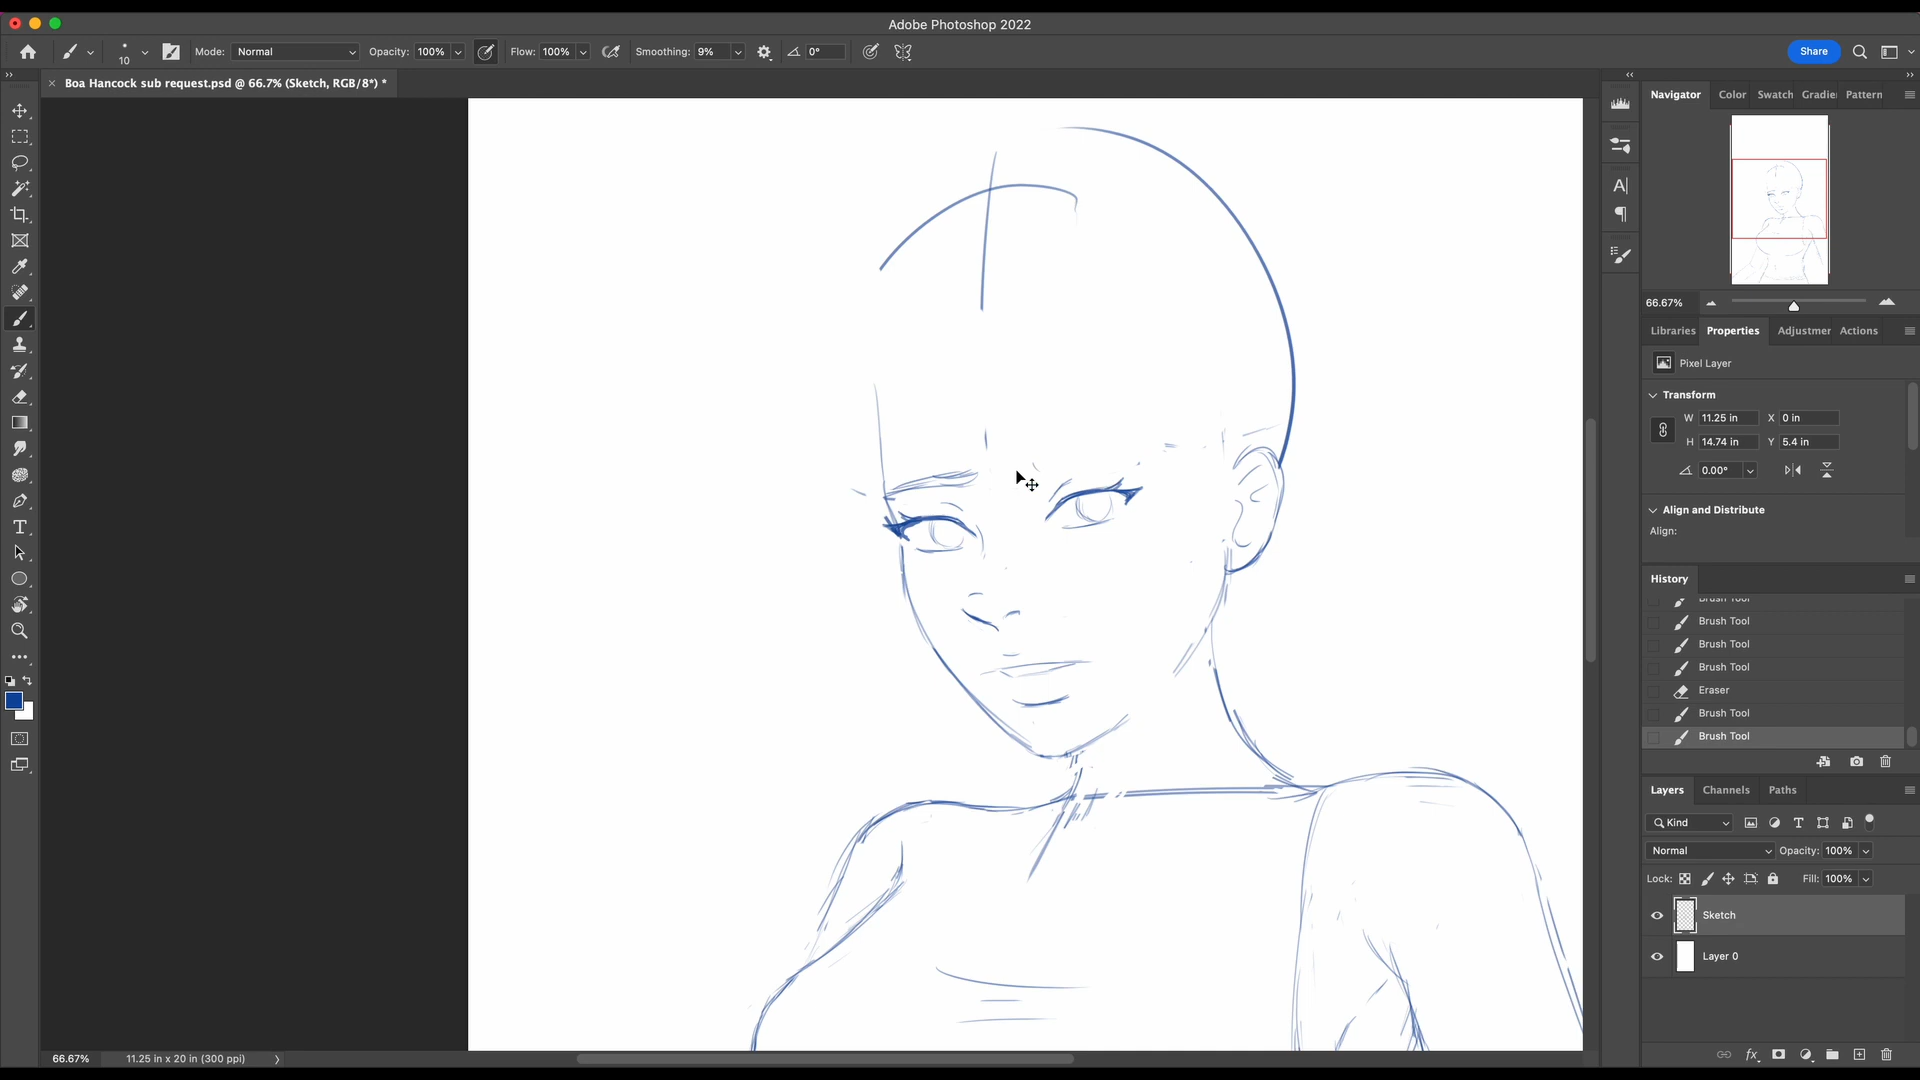 Adobe Photoshop 2022
10
Mode: Normal
Opacity: 100%
Flow: 100%
Smoothing: 9%
0°
Share
Boa Hancock sub request.psd @ 66.7% (Sketch, RGB/8*) *
Navigator Color Swatch Gradie Pattern
66.67%
Libraries Properties Adjustmer Actions
Pixel Layer
Transform
W 11.25 in X 0 in
H 14.74 in Y 5.4 in
0.00°
Align and Distribute
Align:
History
Brush Tool
Brush Tool
Brush Tool
Brush Tool
Eraser
Brush Tool
Brush Tool
Layers Channels Paths
Kind
Normal Opacity: 100%
Lock: Fill: 100%
Sketch
Layer 0
fx
66.67% 11.25 in x 20 in (300 ppi)